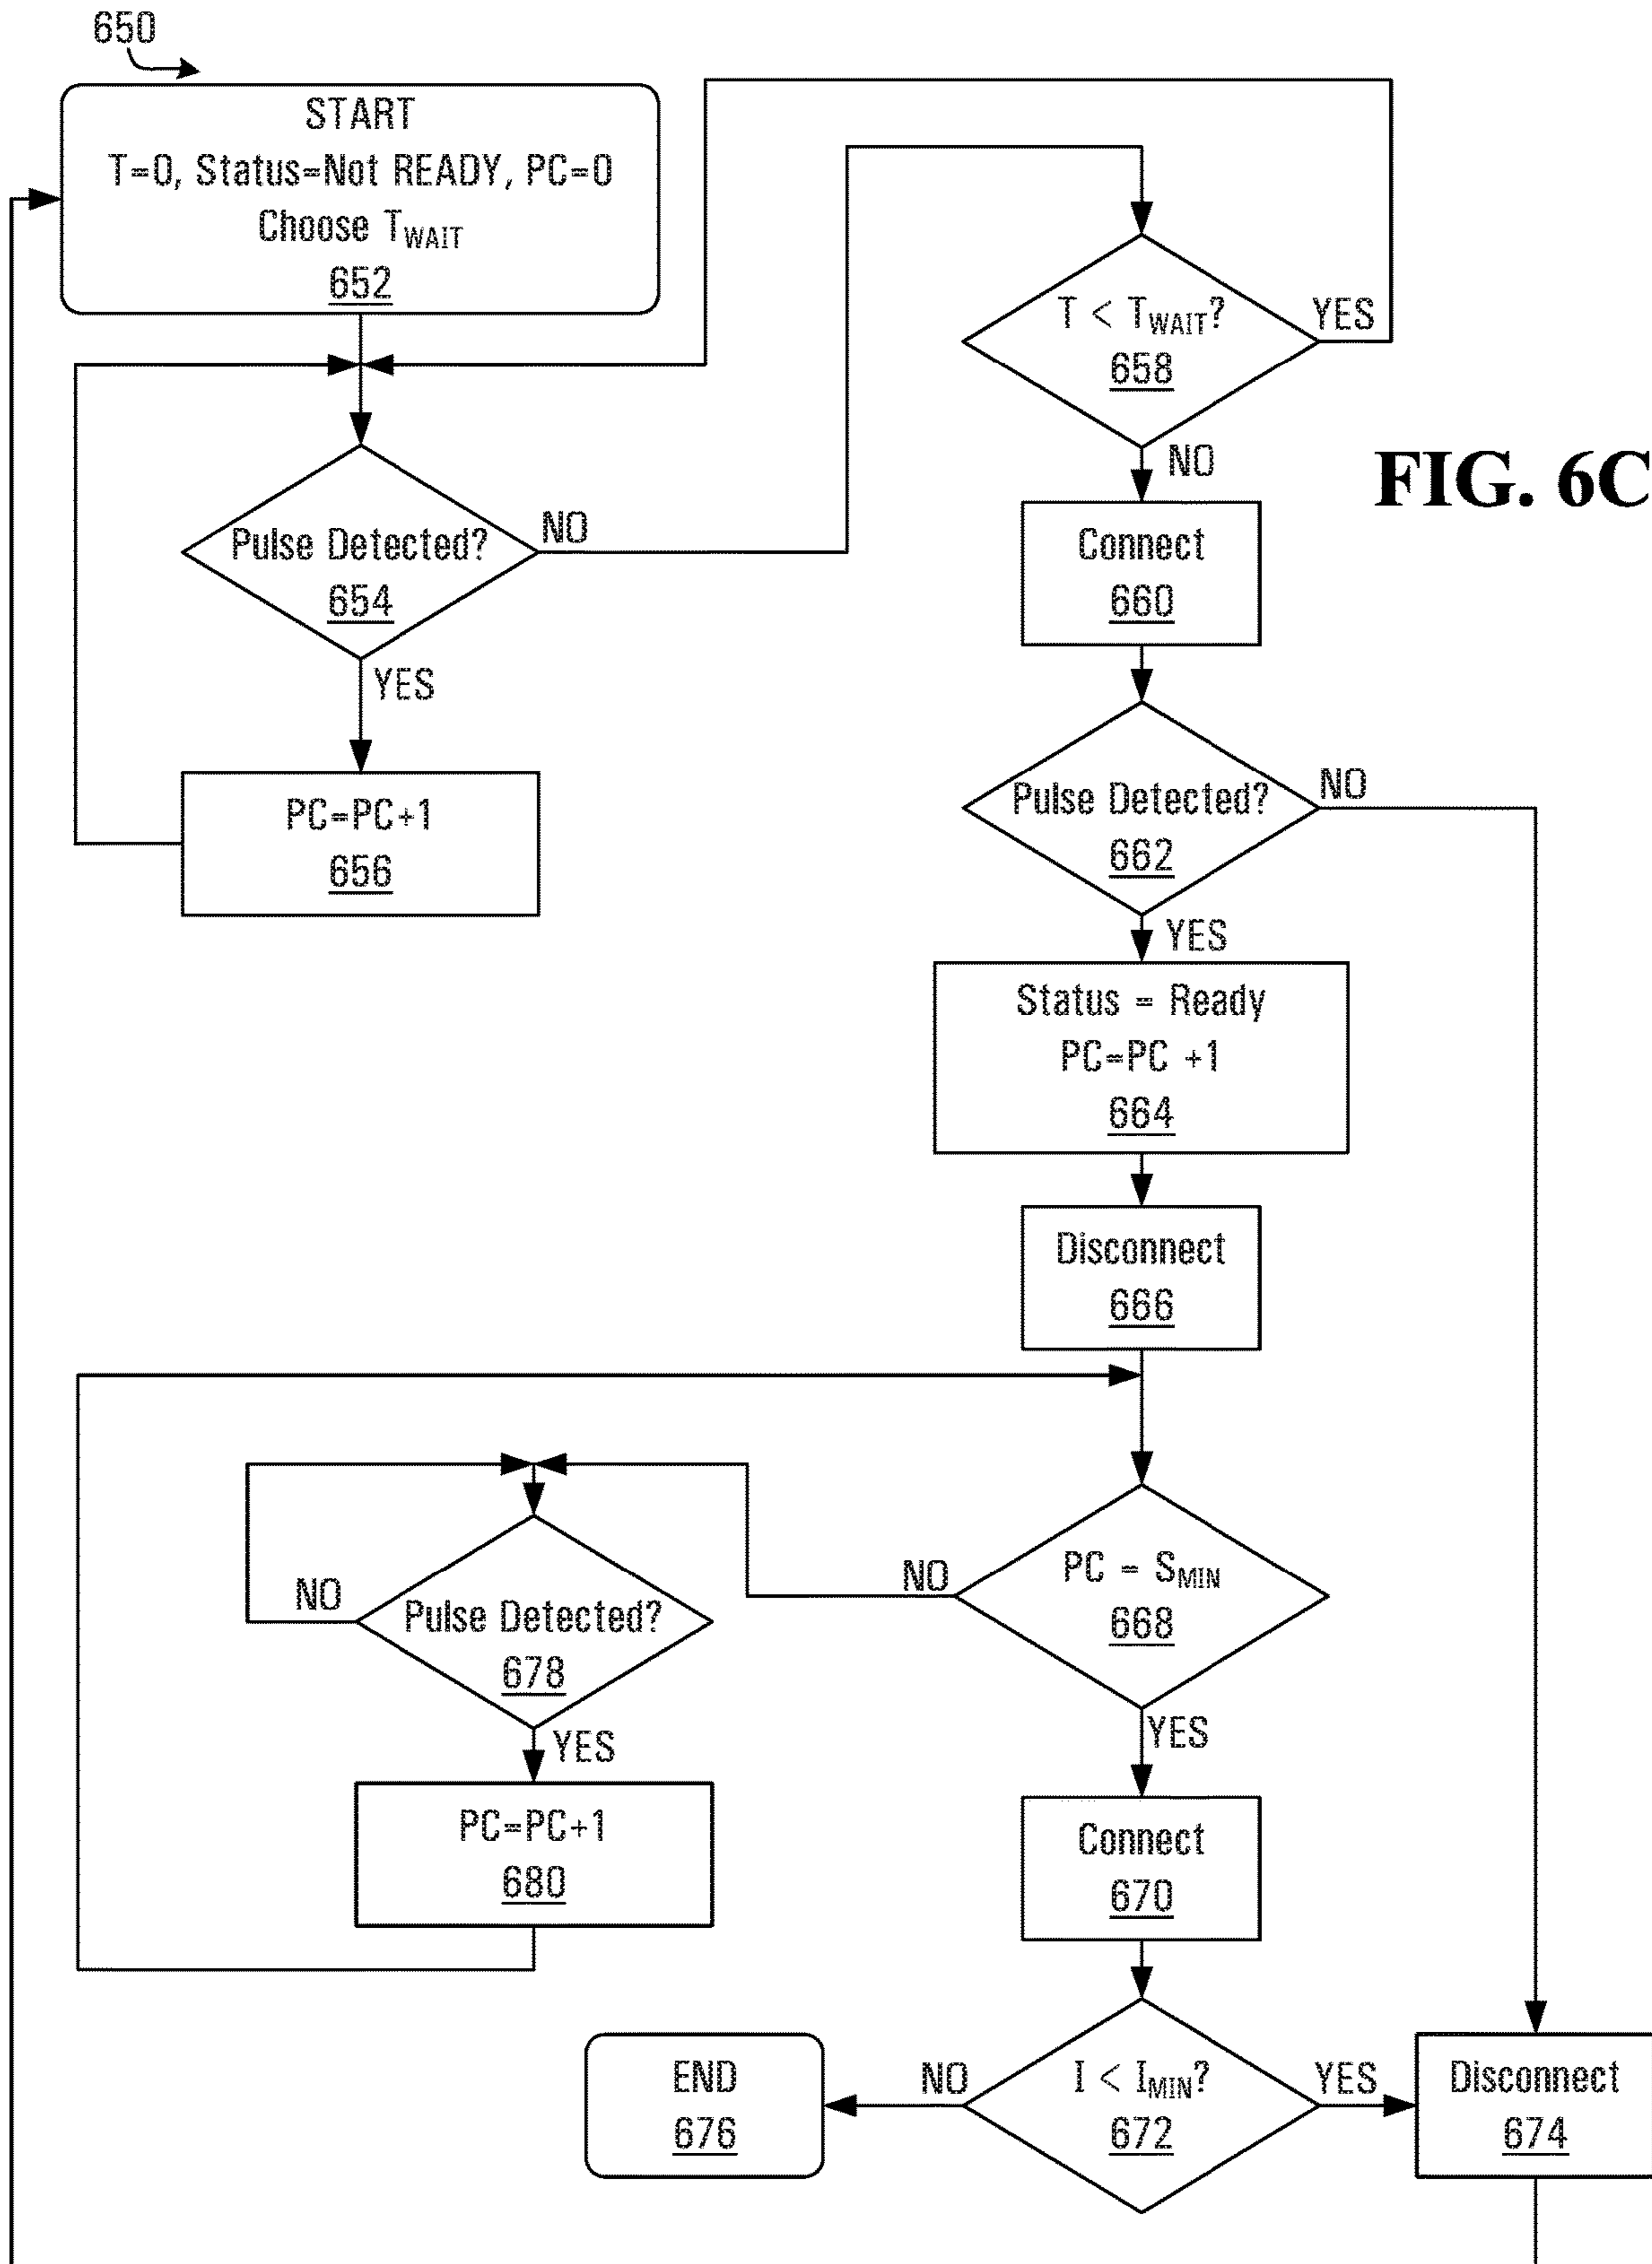 650
START
T=0, Status=Not READY, PC=0
Choose TWAIT
652
T < TWAIT?
658
YES
NO
FIG. 6C
Pulse Detected?
654
NO
YES
Connect
660
PC=PC+1
656
Pulse Detected?
662
NO
YES
Status = Ready
PC=PC +1
664
Disconnect
666
PC = SMIN
668
NO
YES
Pulse Detected?
678
NO
YES
PC=PC+1
680
Connect
670
I < IMIN?
672
NO
YES
END
676
Disconnect
674